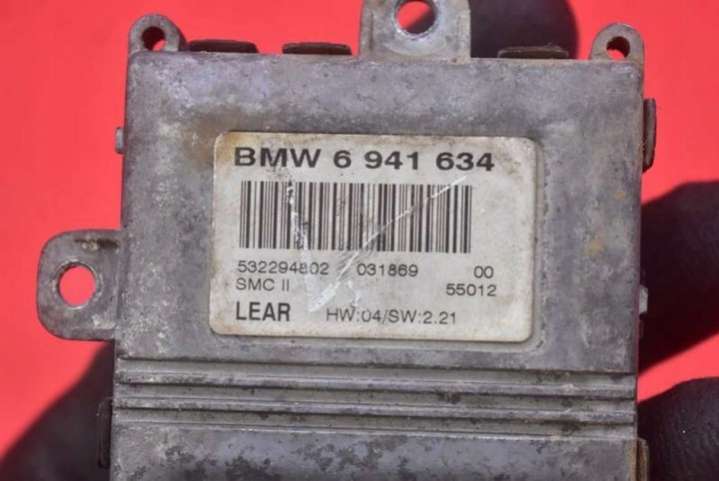 BMW 6 941 634
532294802 031869 00
SMC II 55012
LEAR HW:04/SW:2.21